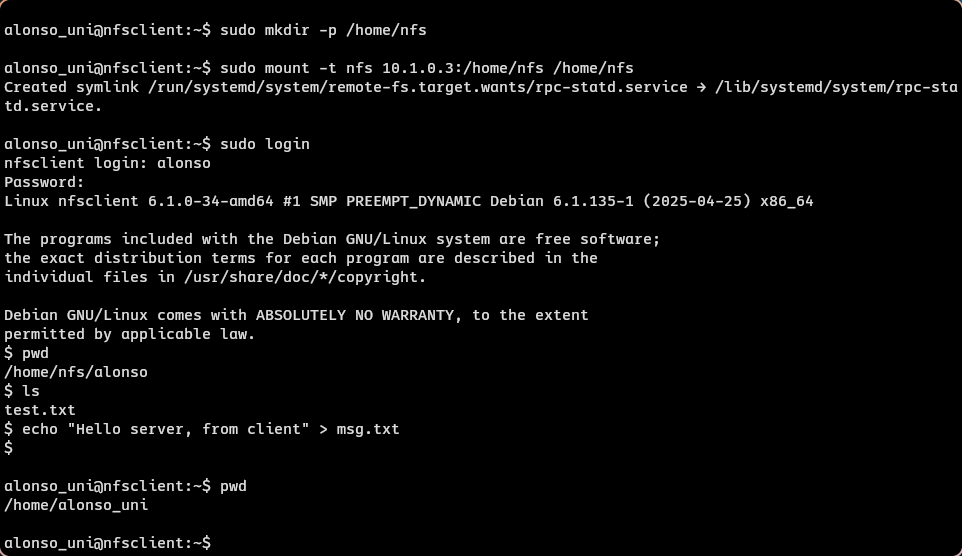 alonso_uni@nfsclient:~$ sudo mkdir -p /home/nfs
alonso_uni@nfsclient:~$ sudo mount -t nfs 10.1.0.3:/home/nfs /home/nfs
Created symlink /run/systemd/system/remote-fs.target.wants/rpc-statd.service → /lib/systemd/system/rpc-sta
td.service.
alonso_uni@nfsclient:~$ sudo login
nfsclient login: alonso
Password:
Linux nfsclient 6.1.0-34-amd64 #1 SMP PREEMPT_DYNAMIC Debian 6.1.135-1 (2025-04-25) x86_64
The programs included with the Debian GNU/Linux system are free software;
the exact distribution terms for each program are described in the
individual files in /usr/share/doc/*/copyright.
Debian GNU/Linux comes with ABSOLUTELY NO WARRANTY, to the extent
permitted by applicable law.
$ pwd
/home/nfs/alonso
$ ls
test.txt
$ echo "Hello server, from client" > msg.txt
$
alonso_uni@nfsclient:~$ pwd
/home/alonso_uni
alonso_uni@nfsclient:~$